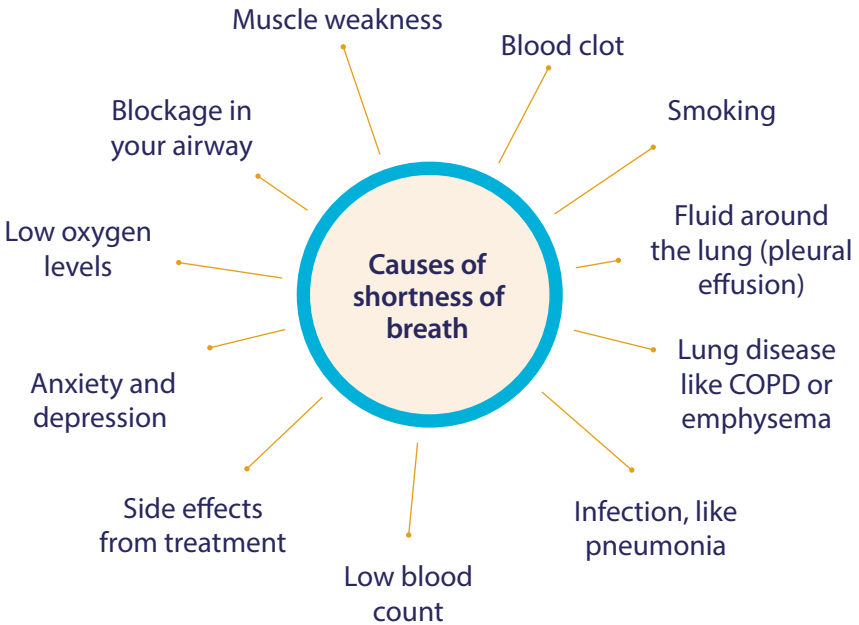 Muscle weakness
Blood clot
Smoking
Fluid around
the lung (pleural
effusion)
Lung disease
like COPD or
emphysema
Infection, like
pneumonia
Low blood
count
Side effects
from treatment
Anxiety and
depression
Low oxygen
levels
Blockage in
your airway
Causes of
shortness of
breath